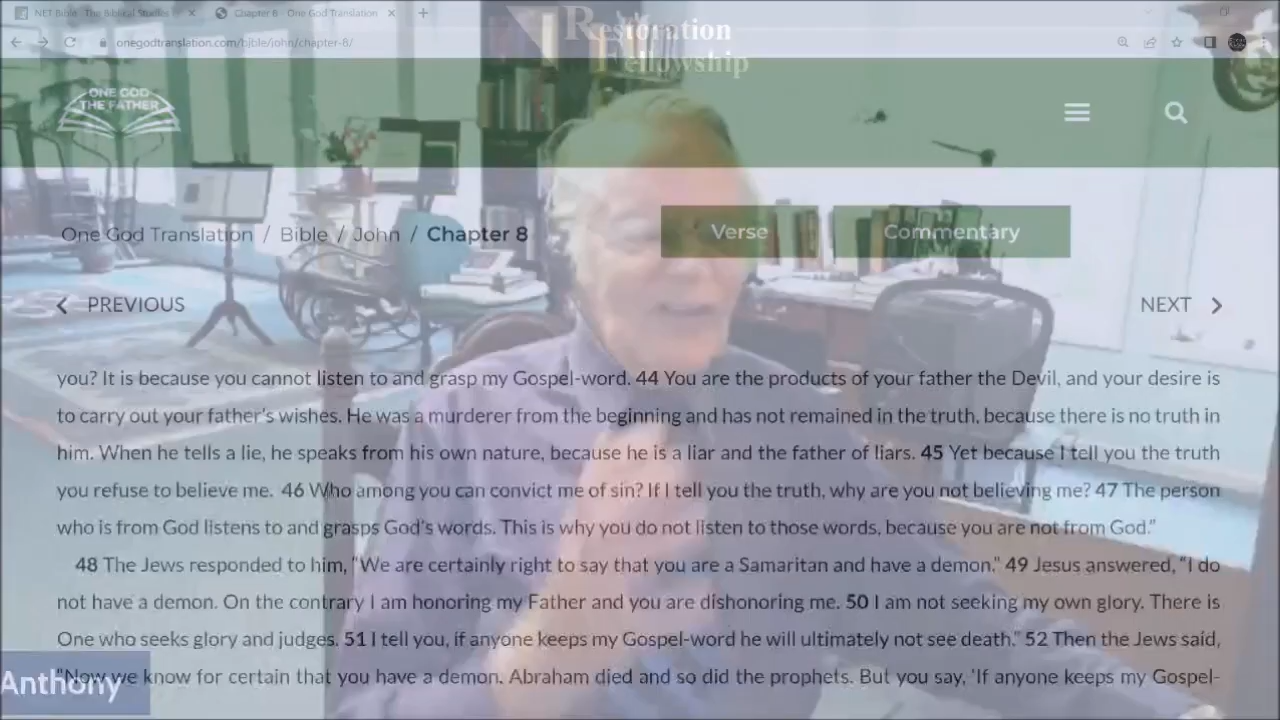 NET Bible - The Biblical Studies
Chapter 8 - One God Translation
onegodtranslation.com/bible/john/chapter-8/
Restoration
Fellowship
ONE GOD
THE FATHER
One God Translation / Bible / John / Chapter 8
Verse
Commentary
PREVIOUS
NEXT
you? It is because you cannot listen to and grasp my Gospel-word. 44 You are the products of your father the Devil, and your desire is
to carry out your father's wishes. He was a murderer from the beginning and has not remained in the truth, because there is no truth in
him. When he tells a lie, he speaks from his own nature, because he is a liar and the father of liars. 45 Yet because I tell you the truth
you refuse to believe me. 46 Who among you can convict me of sin? If I tell you the truth, why are you not believing me? 47 The person
who is from God listens to and grasps God's words. This is why you do not listen to those words, because you are not from God."
48 The Jews responded to him, "We are certainly right to say that you are a Samaritan and have a demon." 49 Jesus answered, "I do
not have a demon. On the contrary I am honoring my Father and you are dishonoring me. 50 I am not seeking my own glory. There is
One who seeks glory and judges. 51 I tell you, if anyone keeps my Gospel-word he will ultimately not see death." 52 Then the Jews said,
"Now we know for certain that you have a demon. Abraham died and so did the prophets. But you say, 'If anyone keeps my Gospel-
Anthony